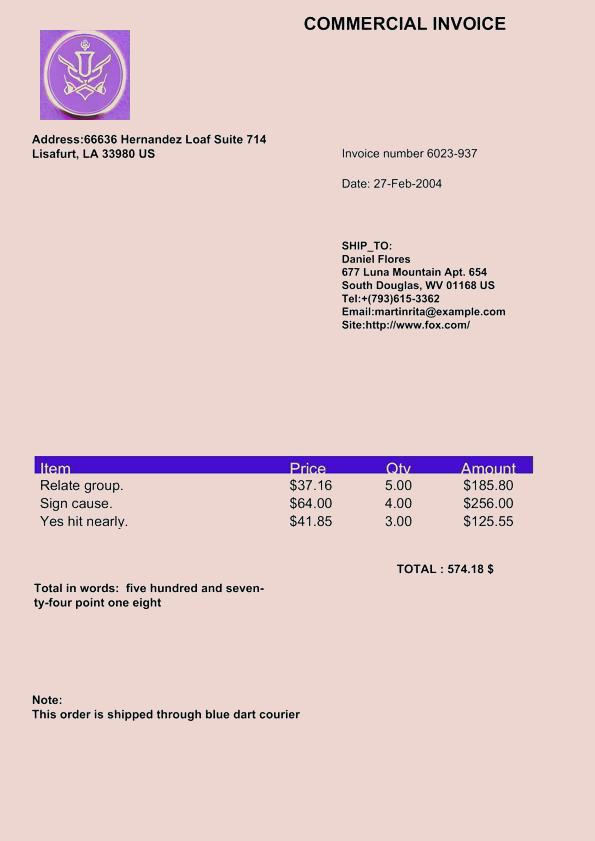 COMMERCIAL INVOICE
Address:66636 Hernandez Loaf Suite 714
Lisafurt, LA 33980 US
Invoice number 6023-937
Date: 27-Feb-2004
SHIP_TO:
Daniel Flores
677 Luna Mountain Apt. 654
South Douglas, WV 01168 US
Tel:+(793)615-3362
Email:martinrita@example.com
Site:http://www.fox.com/
Item Price Qty Amount
Relate group. $37.16 5.00 $185.80
Sign cause. $64.00 4.00 $256.00
Yes hit nearly. $41.85 3.00 $125.55
TOTAL : 574.18 $
Total in words:  five hundred and seven-
ty-four point one eight
Note:
This order is shipped through blue dart courier